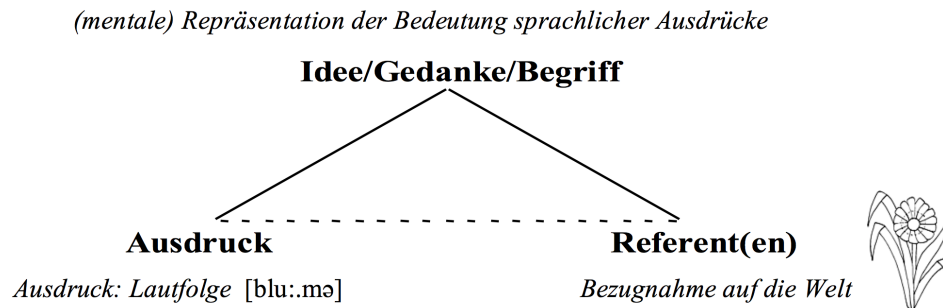 (mentale) Repräsentation der Bedeutung sprachlicher Ausdrücke
Idee/Gedanke/Begriff
Ausdruck Referent(en)
Ausdruck: Lautfolge [blu:.mə] Bezugnahme auf die Welt